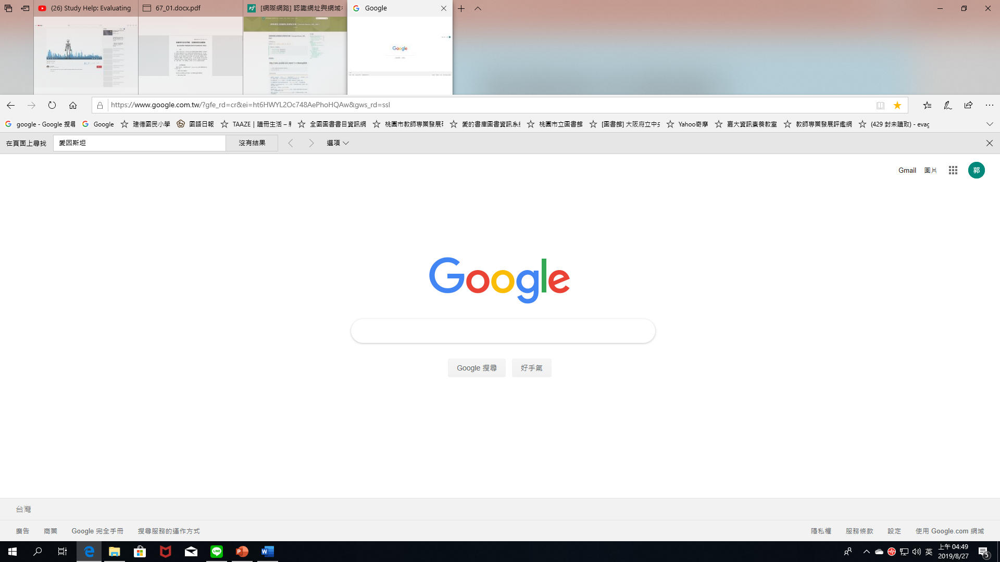 (26) Study Help: Evaluating
67_01.docx.pdf
[網際網路] 認識網址與網域名
Google
https://www.google.com.tw/?gfe_rd=cr&ei=ht6HWYL2Oc748AePhoHQAw&gws_rd=ssl
google - Google 搜尋
Google
建德國民小學
國語日報
TAAZE | 讀冊生活 –
全國圖書書目資訊網
桃園市教師專業發展
愛的書庫圖書資訊系統
桃園市立圖書館
[圖書館] 大阪府立中央
Yahoo奇摩
嘉大資訊素養教室
教師專業發展評鑑網
(429 封未讀取) - evag
在頁面上尋找
愛因斯坦
沒有結果
選項
Gmail
圖片
郭
Google
Google 搜尋
好手氣
台灣
廣告
商業
Google 完全手冊
搜尋服務的運作方式
隱私權
服務條款
設定
使用 Google.com 網域
英
上午 04:49
2019/8/27
5